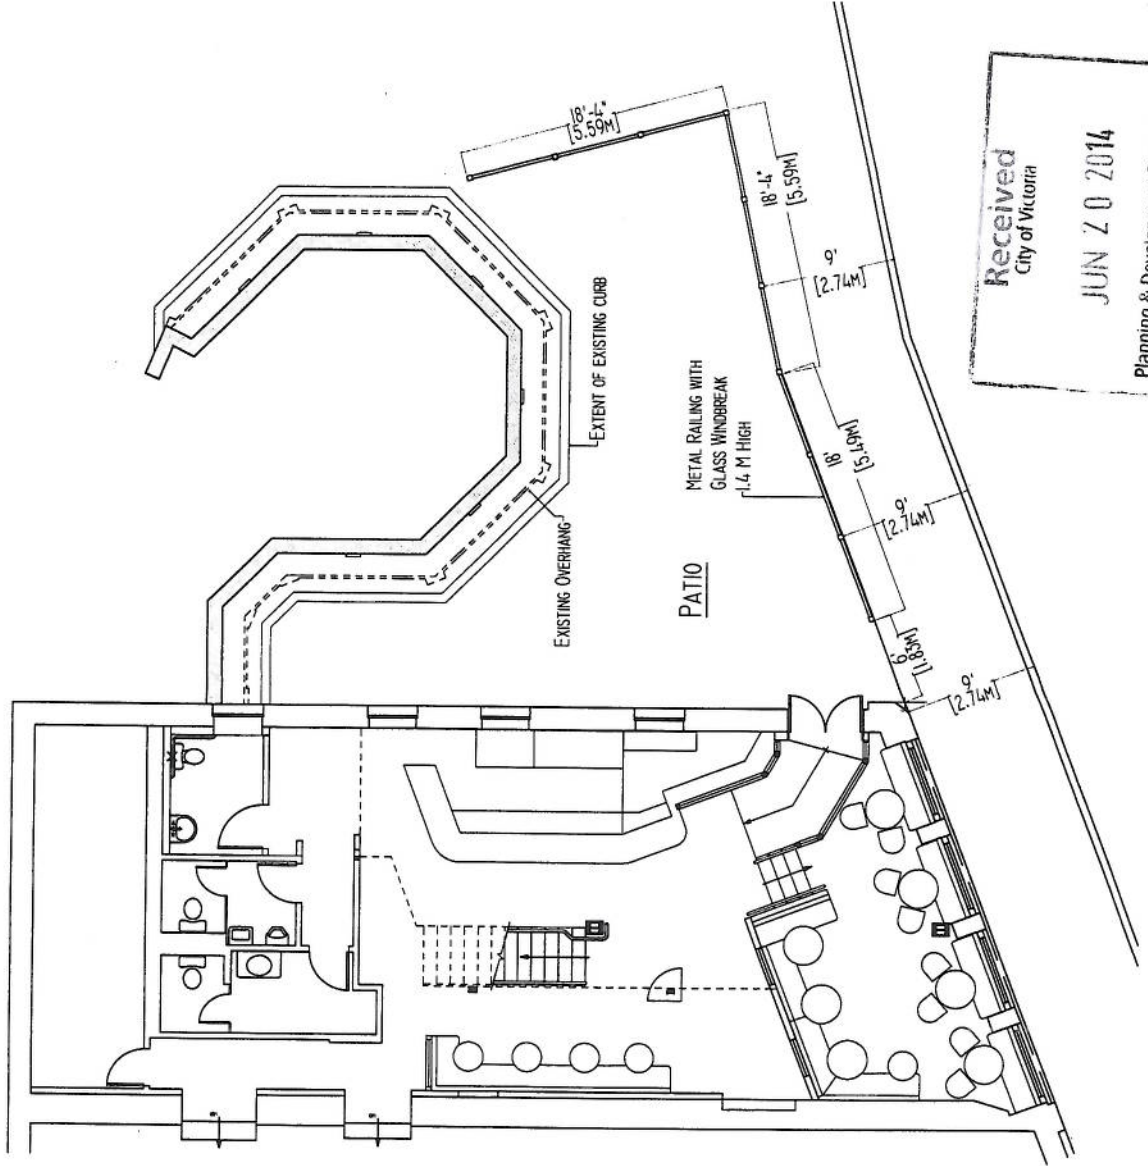 18'-4"
[5.59M]
18'-4"
[5.59M]
9'
[2.74M]
EXTENT OF EXISTING CURB
METAL RAILING WITH
GLASS WINDBREAK
1.4 M HIGH
18'
[5.49M]
9'
[2.74M]
EXISTING OVERHANG
PATIO
6'
[1.83M]
9'
[2.74M]
Received
City of Victoria
JUN 20 2014
Planning &